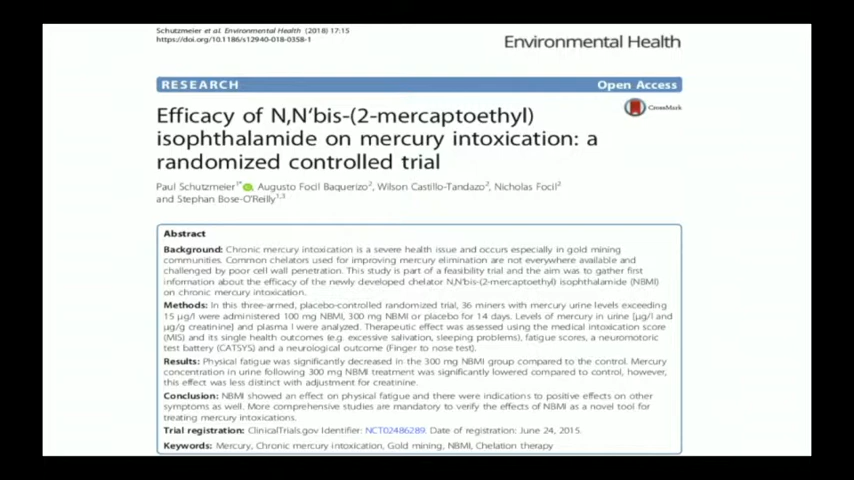 Schutzmeier et al. Environmental Health (2018) 17:15
https://doi.org/10.1186/s12940-018-0358-1
Environmental Health
RESEARCH
Open Access
CrossMark
Efficacy of N,N'bis-(2-mercaptoethyl)
isophthalamide on mercury intoxication: a
randomized controlled trial
Paul Schutzmeier1*, Augusto Focil Baquerizo2, Wilson Castillo-Tandazo2, Nicholas Focil2
and Stephan Bose-O'Reilly1,3
Abstract
Background: Chronic mercury intoxication is a severe health issue and occurs especially in gold mining
communities. Common chelators used for improving mercury elimination are not everywhere available and
challenged by poor cell wall penetration. This study is part of a feasibility trial and the aim was to gather first
information about the efficacy of the newly developed chelator N,N'bis-(2-mercaptoethyl) isophthalamide (NBMI)
on chronic mercury intoxication.
Methods: In this three-armed, placebo-controlled randomized trial, 36 miners with mercury urine levels exceeding
15 μg/l were administered 100 mg NBMI, 300 mg NBMI or placebo for 14 days. Levels of mercury in urine [μg/l and
μg/g creatinine] and plasma l were analyzed. Therapeutic effect was assessed using the medical intoxication score
(MIS) and its single health outcomes (e.g. excessive salivation, sleeping problems), fatigue scores, a neuromotoric
test battery (CATSYS) and a neurological outcome (Finger to nose test).
Results: Physical fatigue was significantly decreased in the 300 mg NBMI group compared to the control. Mercury
concentration in urine following 300 mg NBMI treatment was significantly lowered compared to control, however,
this effect was less distinct with adjustment for creatinine.
Conclusion: NBMI showed an effect on physical fatigue and there were indications to positive effects on other
symptoms as well. More comprehensive studies are mandatory to verify the effects of NBMI as a novel tool for
treating mercury intoxications.
Trial registration: ClinicalTrials.gov Identifier: NCT02486289. Date of registration: June 24, 2015.
Keywords: Mercury, Chronic mercury intoxication, Gold mining, NBMI, Chelation therapy